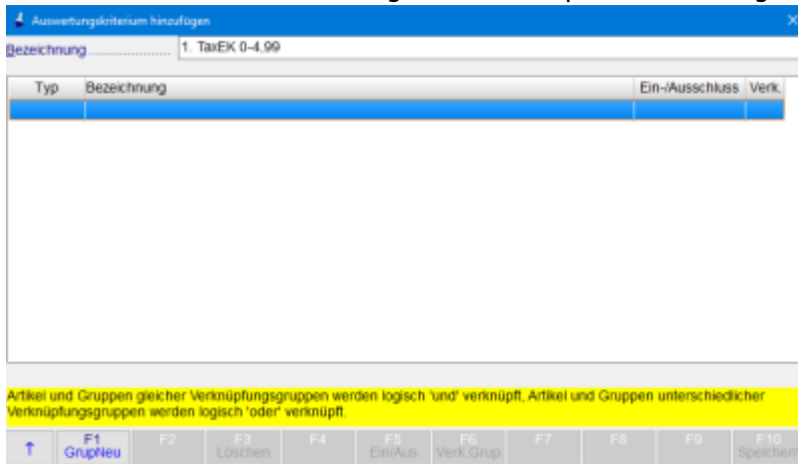 Auswertungskriterium hinzufügen
Bezeichnung 1. TaxEK 0-4,99
Typ Bezeichnung Ein-/Ausschluss Verk.
Artikel und Gruppen gleicher Verknüpfungsgruppen werden logisch 'und' verknüpft, Artikel und Gruppen unterschiedlicher
Verknüpfungsgruppen werden logisch 'oder' verknüpft.
F1 F2 F3 F4 F5 F6 F7 F8 F9 F10
GrupNeu Löschen Ein/Aus Verk.Grup Speichern